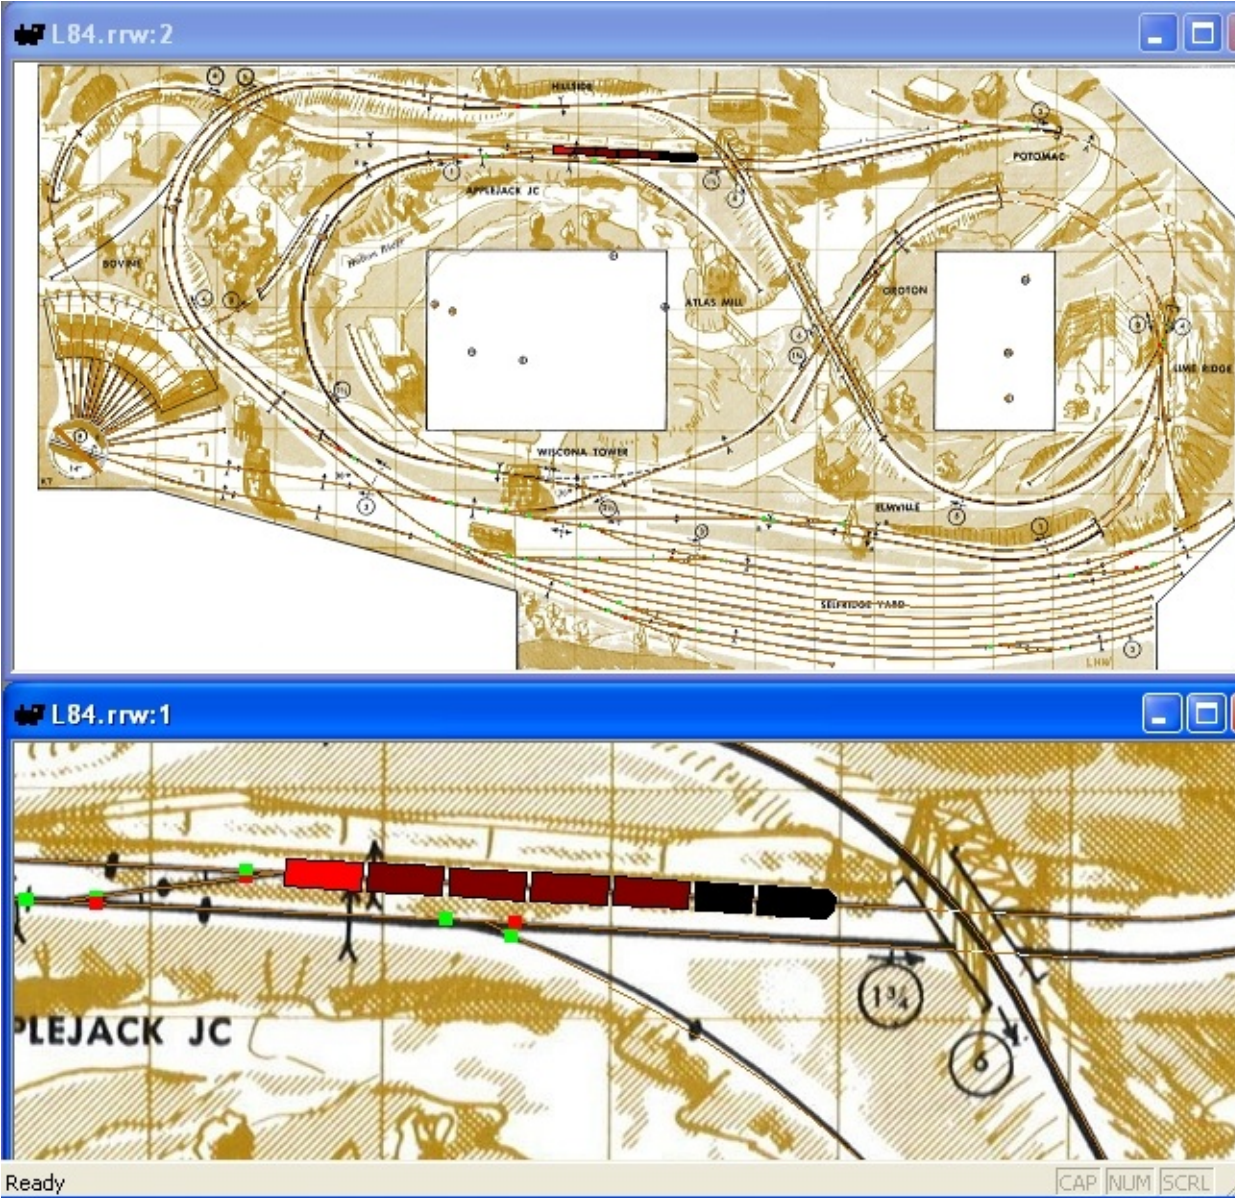 L84.rrw:2
HILLSIDE
POTOMAC
APPLEJACK JC
BOVINE
ATLAS MILL
GROTON
LIME RIDGE
WISCONA TOWER
ELMVILLE
SELFRIDGE YARD
LHW
L84.rrw:1
1¾
6
PLEJACK JC
Ready
CAP NUM SCRL